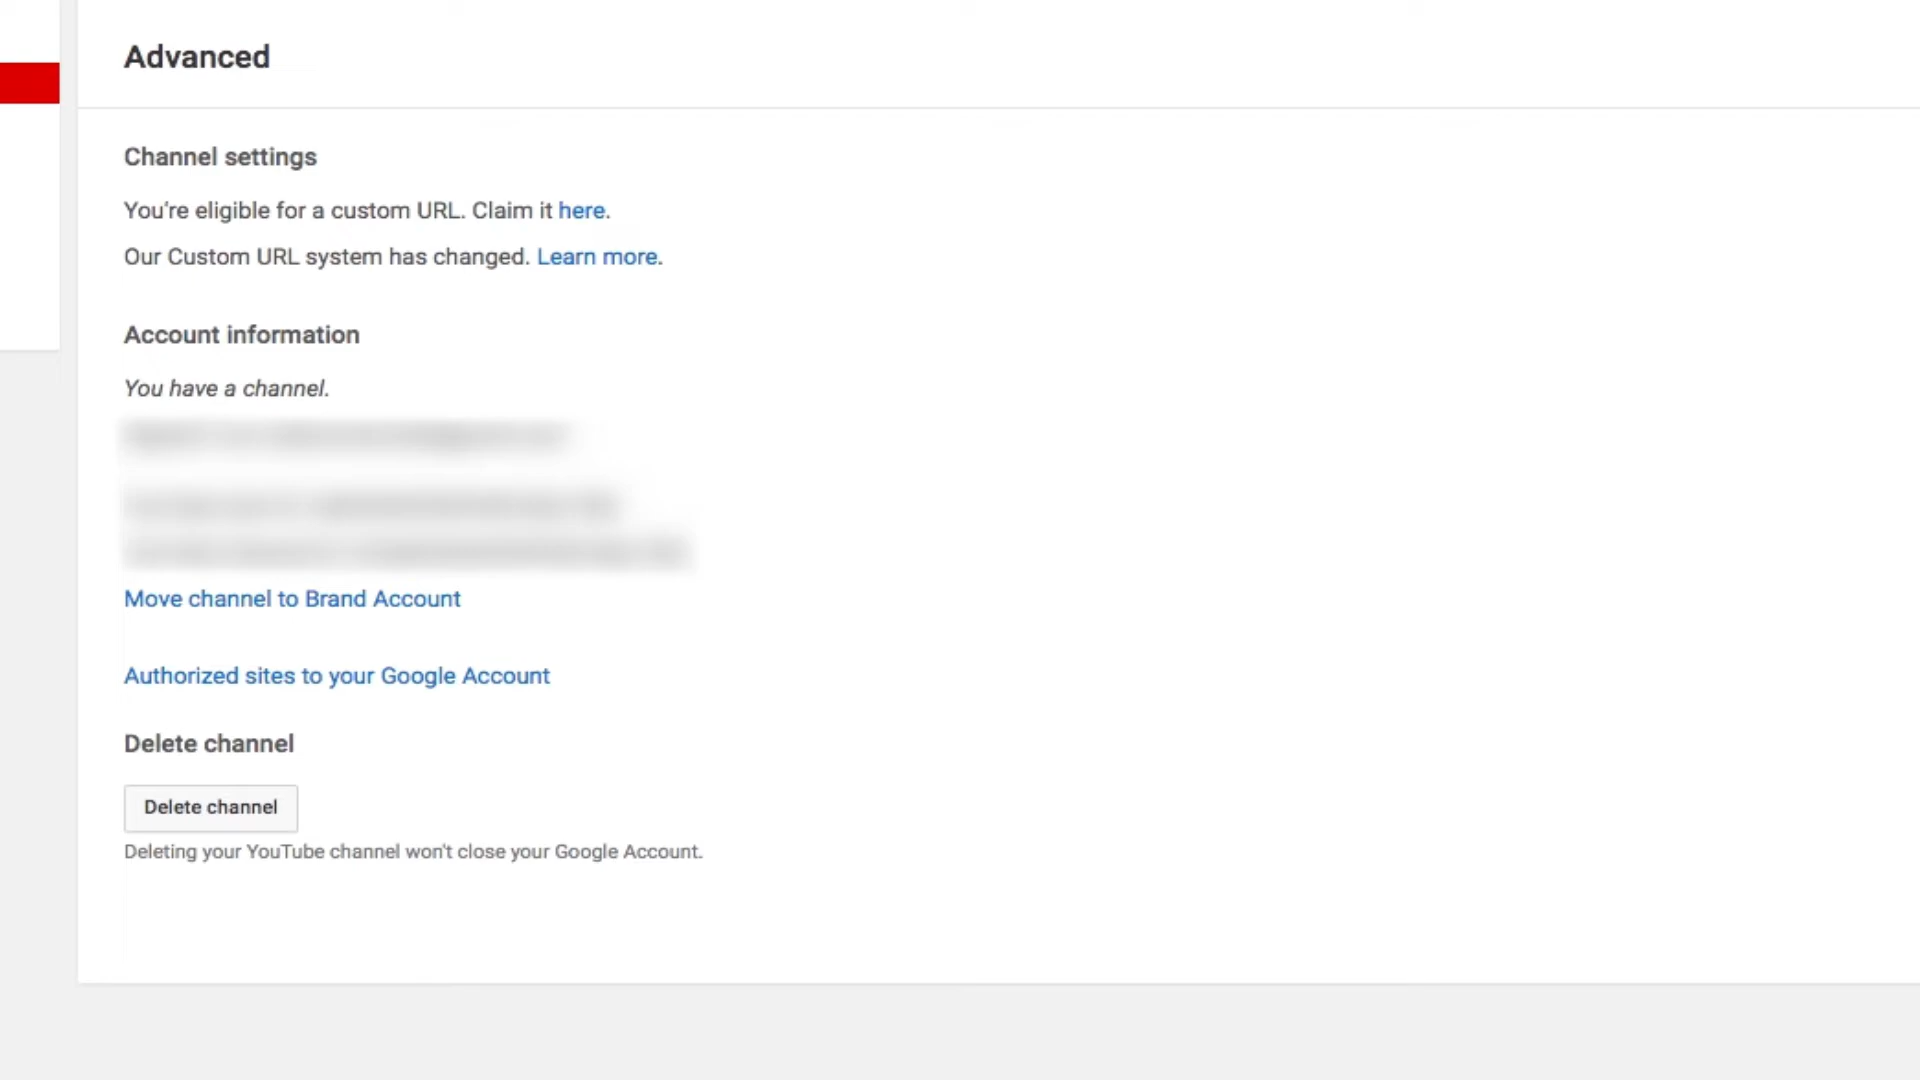 Advanced
Channel settings
You're eligible for a custom URL. Claim it here.
Our Custom URL system has changed. Learn more.
Account information
You have a channel.
Move channel to Brand Account
Authorized sites to your Google Account
Delete channel
Delete channel
Deleting your YouTube channel won't close your Google Account.